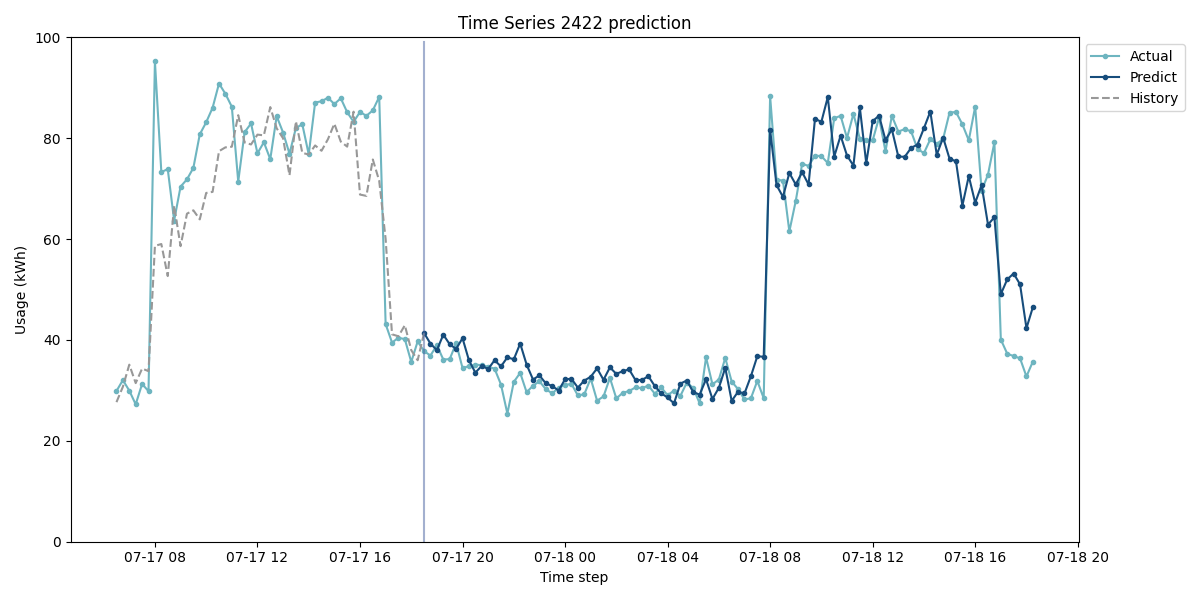 Time Series 2422 prediction
Usage (kWh)
100
80
60
40
20
0
07-17 08
07-17 12
07-17 16
07-17 20
07-18 00
07-18 04
07-18 08
07-18 12
07-18 16
07-18 20
Time step
Actual
Predict
History